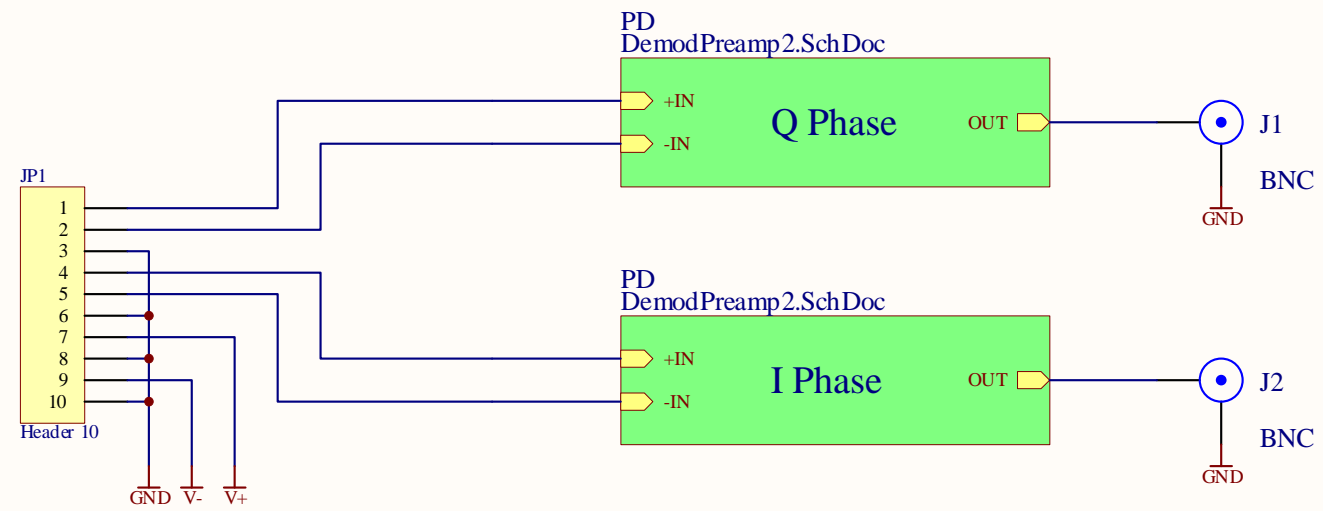 PD
DemodPreamp2.SchDoc
+IN
-IN
Q Phase
OUT
J1
BNC
GND
JP1
1
2
3
4
5
6
7
8
9
10
Header 10
GND V- V+
PD
DemodPreamp2.SchDoc
+IN
-IN
I Phase
OUT
J2
BNC
GND